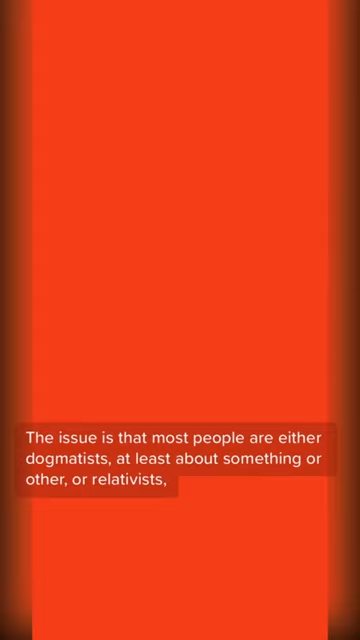 The issue is that most people are either
dogmatists, at least about something or
other, or relativists,